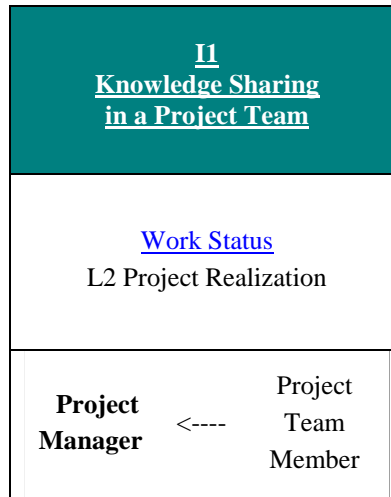 I1
Knowledge Sharing
in a Project Team
Work Status
L2 Project Realization
Project
Manager
<----
Project
Team
Member